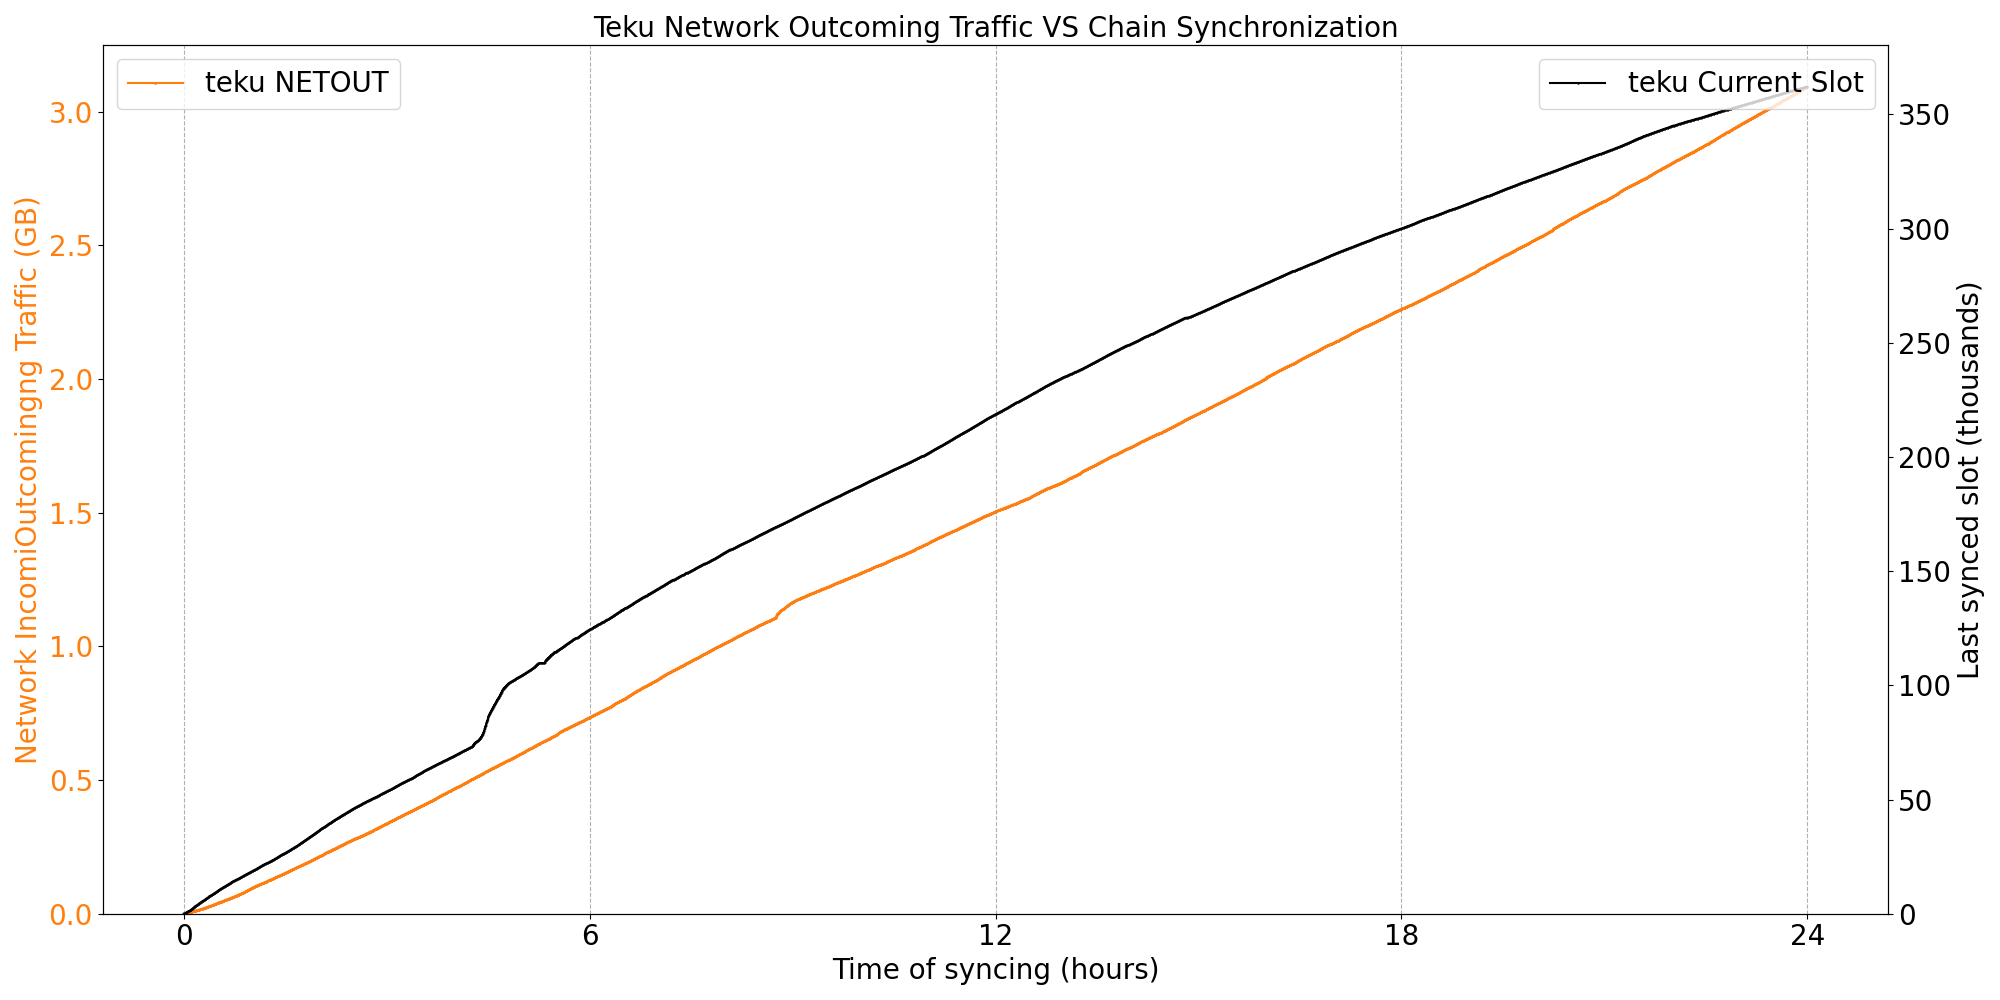 Teku Network Outcoming Traffic VS Chain Synchronization
teku NETOUT
teku Current Slot
Network IncomiOutcomingng Traffic (GB)
3.0
2.5
2.0
1.5
1.0
0.5
0.0
Last synced slot (thousands)
350
300
250
200
150
100
50
0
0 6 12 18 24
Time of syncing (hours)